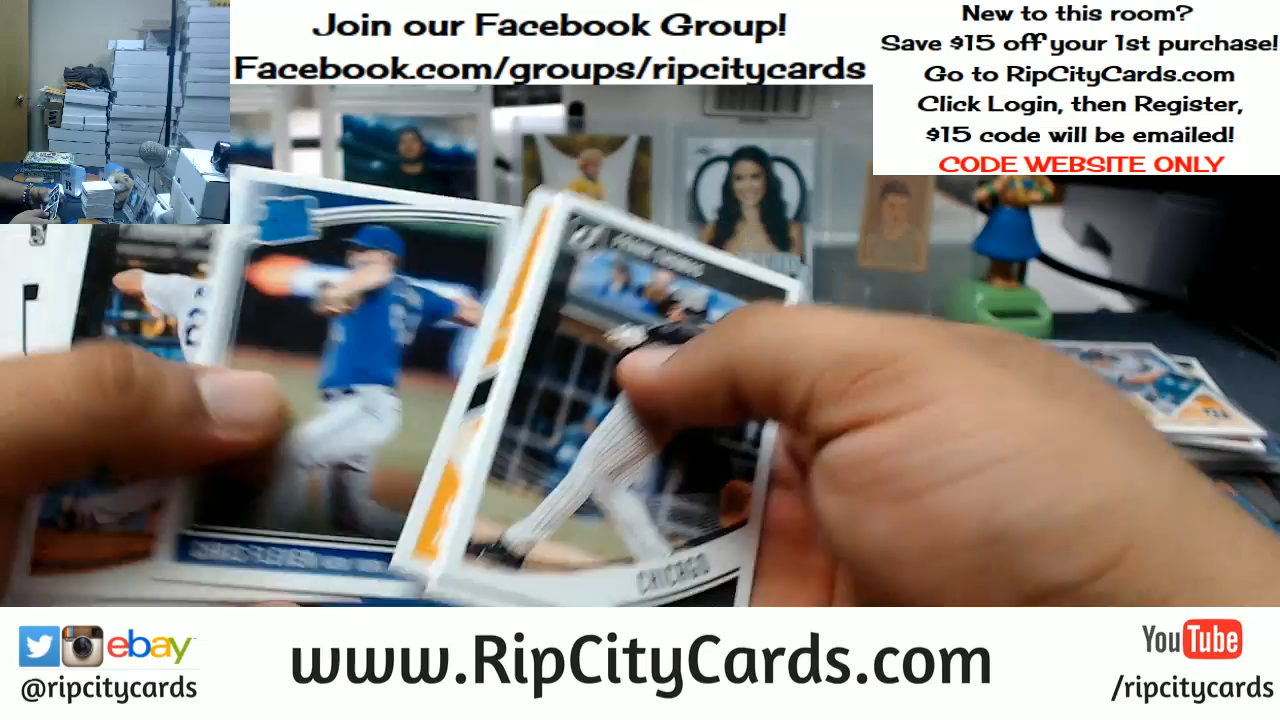 Join our Facebook Group!
Facebook.com/groups/ripcitycards
New to this room?
Save $15 off your 1st purchase!
Go to RipCityCards.com
Click Login, then Register,
$15 code will be emailed!
CODE WEBSITE ONLY
CHICAGO
ebay
@ripcitycards
www.RipCityCards.com
YouTube
/ripcitycards